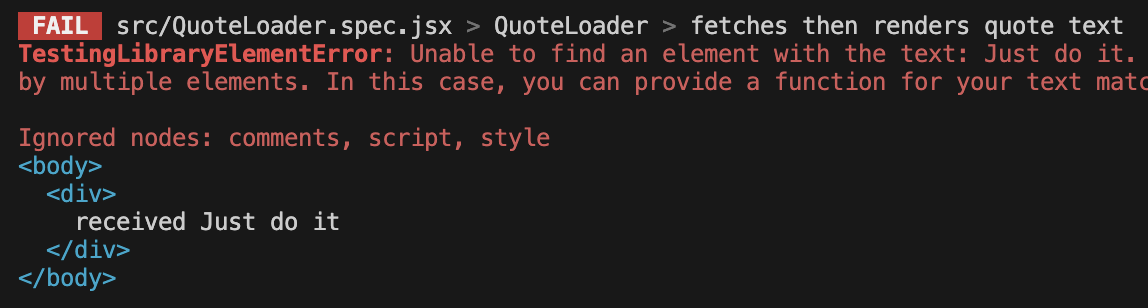 FAIL src/QuoteLoader.spec.jsx > QuoteLoader > fetches then renders quote text
TestingLibraryElementError: Unable to find an element with the text: Just do it.
by multiple elements. In this case, you can provide a function for your text matc

Ignored nodes: comments, script, style
<body>
  <div>
    received Just do it
  </div>
</body>